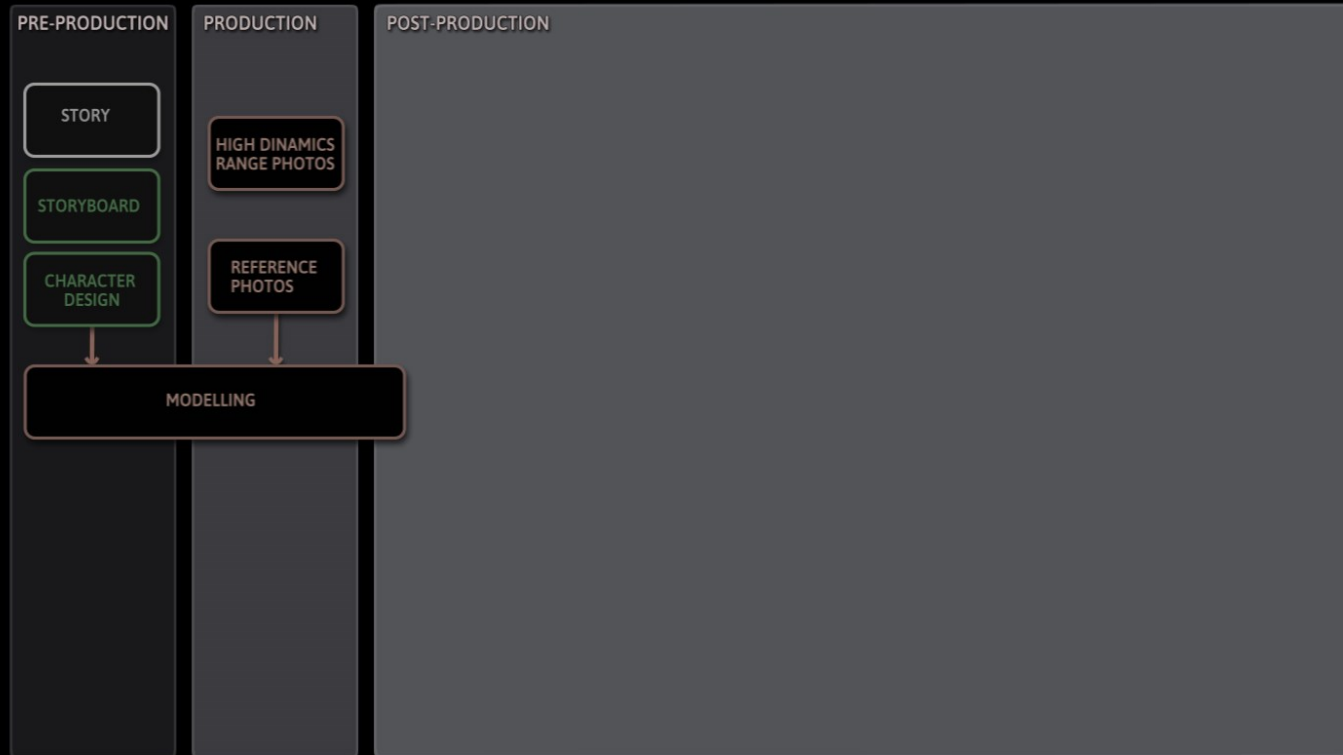 PRE-PRODUCTION
PRODUCTION
POST-PRODUCTION
STORY
STORYBOARD
CHARACTER
DESIGN
HIGH DINAMICS
RANGE PHOTOS
REFERENCE
PHOTOS
MODELLING